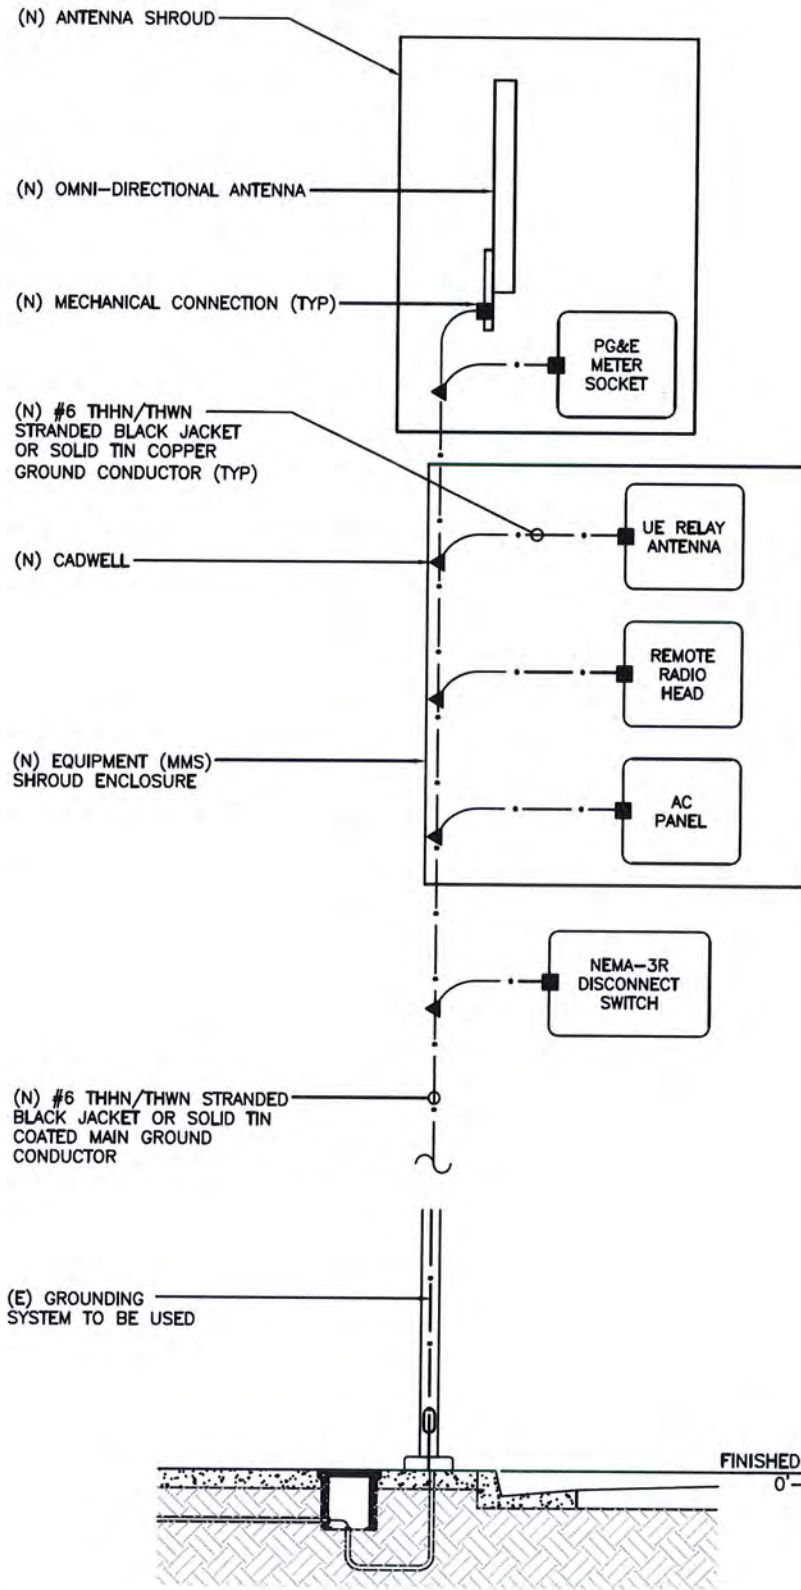 (N) ANTENNA SHROUD
(N) OMNI-DIRECTIONAL ANTENNA
(N) MECHANICAL CONNECTION (TYP)
PG&E
METER
SOCKET
(N) #6 THHN/THWN
STRANDED BLACK JACKET
OR SOLID TIN COPPER
GROUND CONDUCTOR (TYP)
UE RELAY
ANTENNA
(N) CADWELL
REMOTE
RADIO
HEAD
(N) EQUIPMENT (MMS)
SHROUD ENCLOSURE
AC
PANEL
NEMA-3R
DISCONNECT
SWITCH
(N) #6 THHN/THWN STRANDED
BLACK JACKET OR SOLID TIN
COATED MAIN GROUND
CONDUCTOR
(E) GROUNDING
SYSTEM TO BE USED
FINISHED
0'